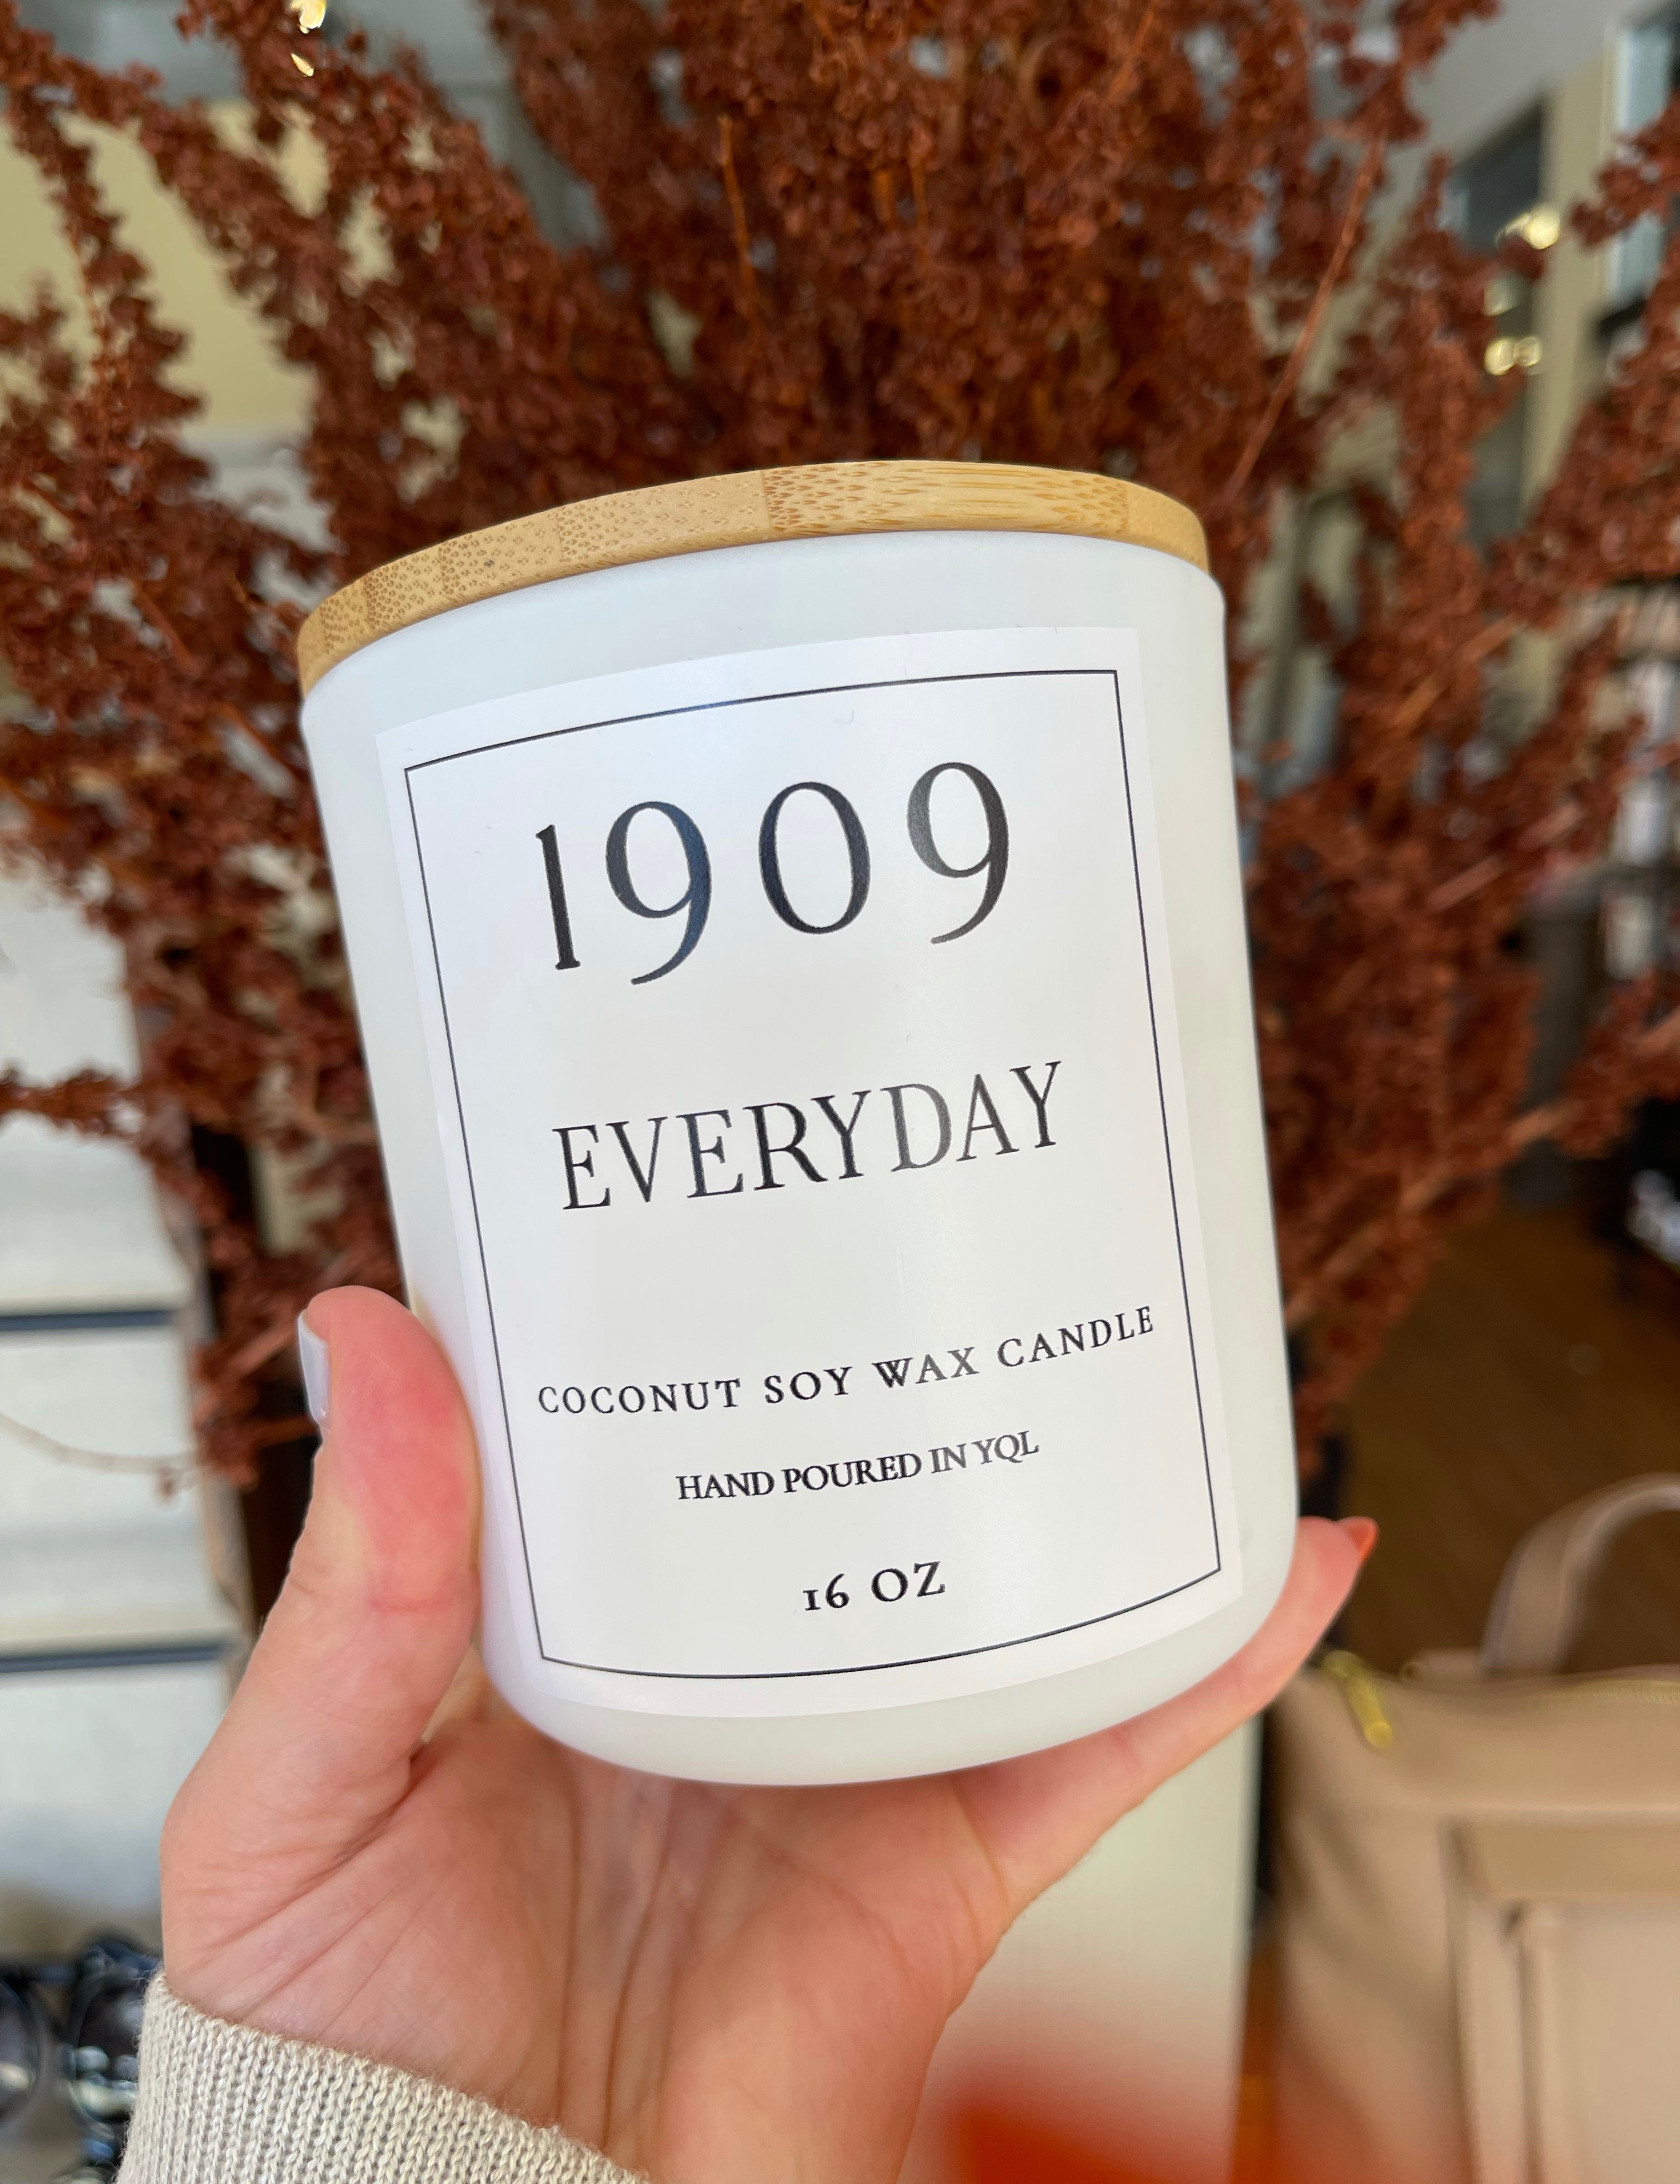 1909
EVERYDAY
COCONUT SOY WAX CANDLE
HAND POURED IN YQL
16 OZ